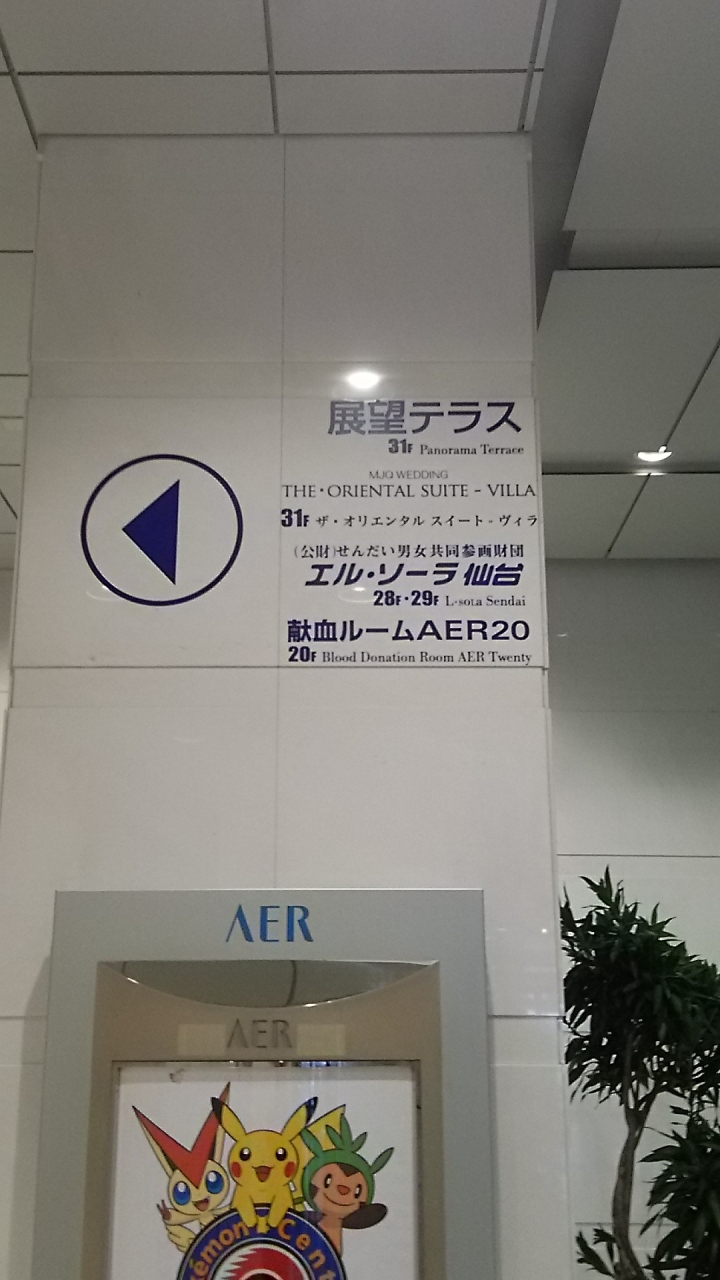 展望テラス
31F Panorama Terrace
MJQ WEDDING
THE・ORIENTAL SUITE - VILLA
31F ザ・オリエンタル スイート - ヴィラ
(公財)せんだい男女共同参画財団
エル・ソーラ仙台
28F・29F L・sola Sendai
献血ルームAER20
20F Blood Donation Room AER Twenty
AER
AER
Pokémon Cent